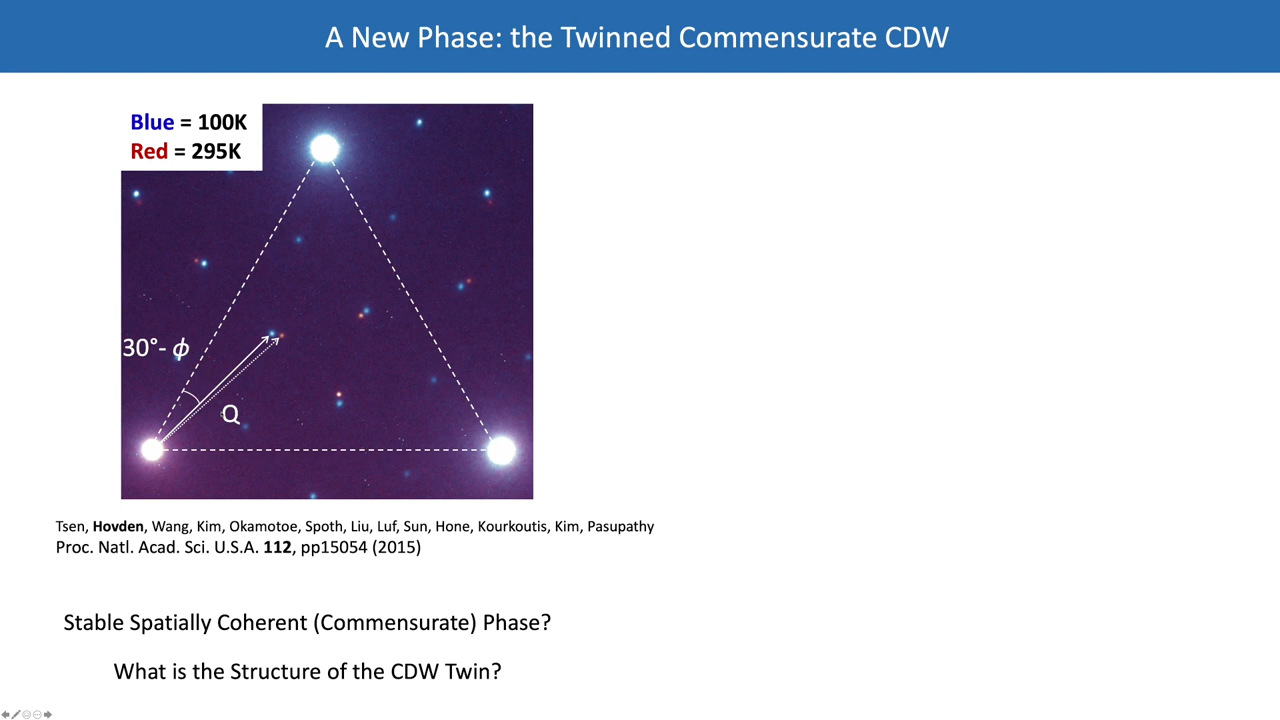 A New Phase: the Twinned Commensurate CDW
Blue = 100K
Red = 295K
30°- ϕ
Q
Tsen, Hovden, Wang, Kim, Okamotoe, Spoth, Liu, Luf, Sun, Hone, Kourkoutis, Kim, Pasupathy
Proc. Natl. Acad. Sci. U.S.A. 112, pp15054 (2015)
Stable Spatially Coherent (Commensurate) Phase?
What is the Structure of the CDW Twin?